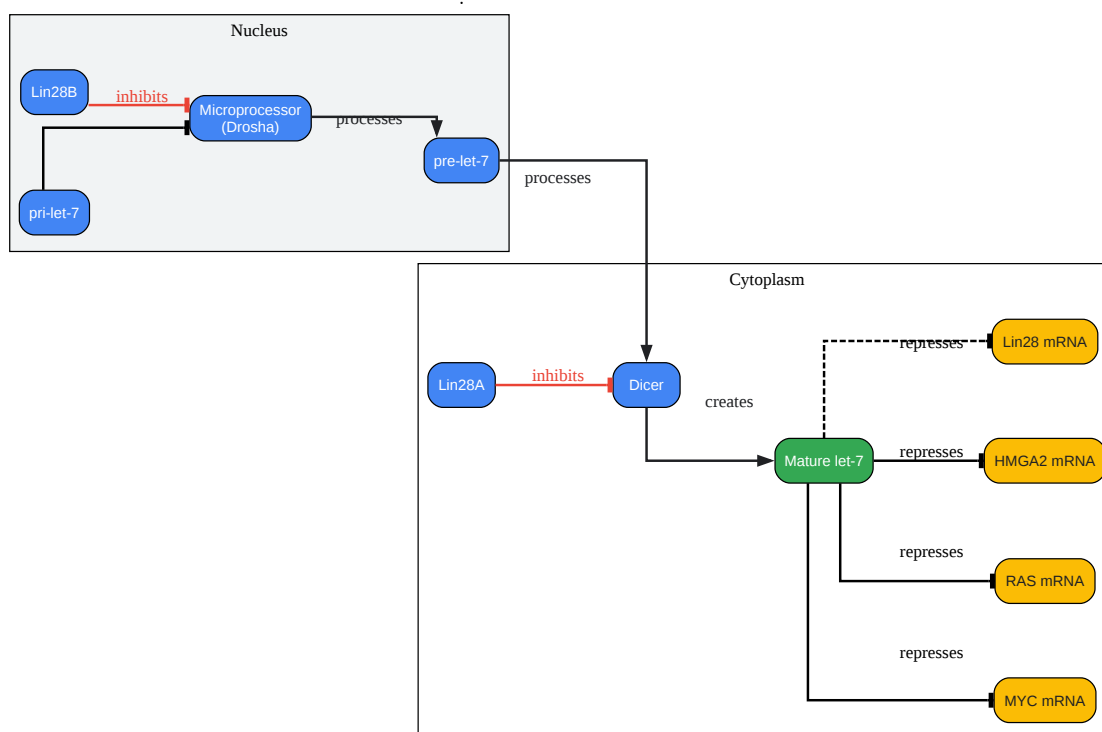 Nucleus
Lin28B
inhibits
Microprocessor
(Drosha)
processes
pre-let-7
processes
pri-let-7
Cytoplasm
Lin28A
inhibits
Dicer
creates
Mature let-7
represses
Lin28 mRNA
represses
HMGA2 mRNA
represses
RAS mRNA
represses
MYC mRNA